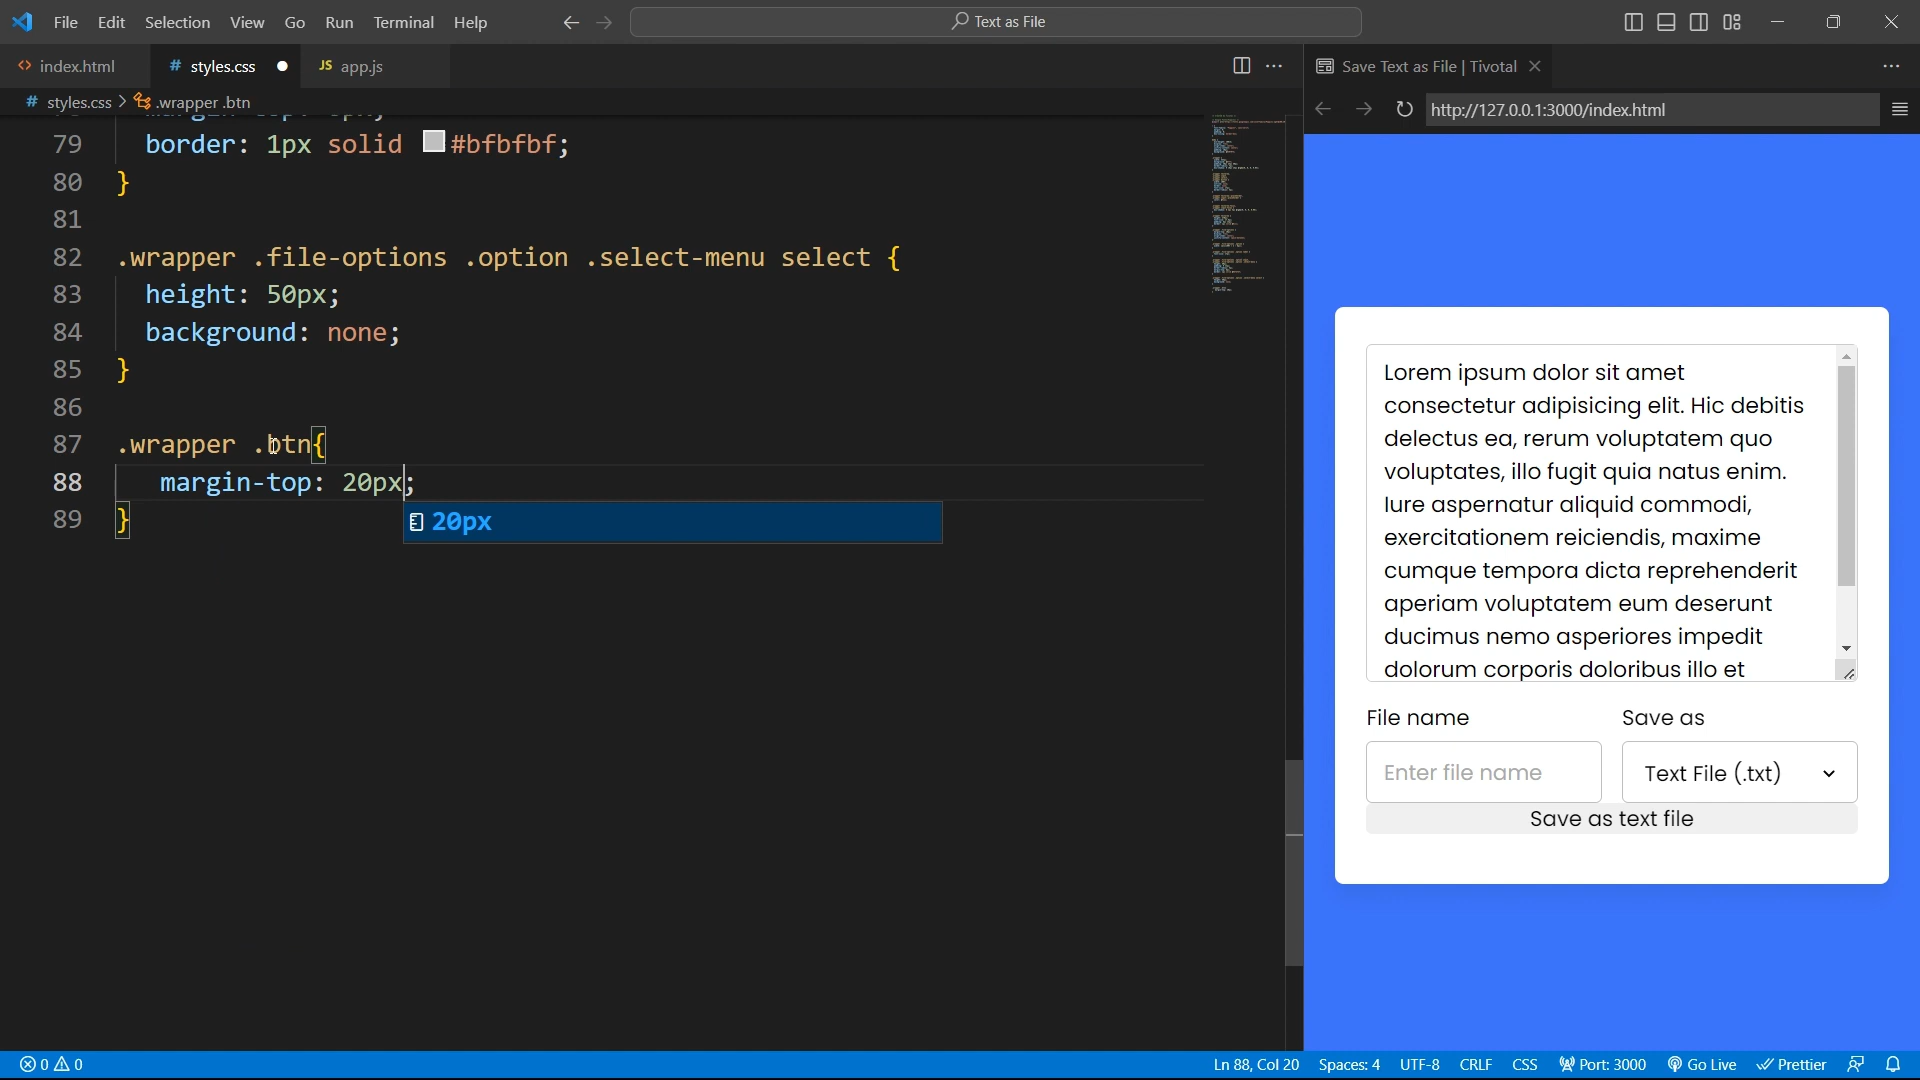 File Edit Selection View Go Run Terminal Help
Text as File
index.html
# styles.css
JS app.js
Save Text as File | Tivotal
# styles.css > .wrapper .btn
http://127.0.0.1:3000/index.html
79 border: 1px solid #bfbfbf;
80 }
81
82 .wrapper .file-options .option .select-menu select {
83 height: 50px;
84 background: none;
85 }
86
87 .wrapper .btn{
88 margin-top: 20px;
89 }
20px
Lorem ipsum dolor sit amet
consectetur adipisicing elit. Hic debitis
delectus ea, rerum voluptatem quo
voluptates, illo fugit quia natus enim.
Iure aspernatur aliquid commodi,
exercitationem reiciendis, maxime
cumque tempora dicta reprehenderit
aperiam voluptatem eum deserunt
ducimus nemo asperiores impedit
dolorum corporis doloribus illo et
File name
Save as
Enter file name
Text File (.txt)
Save as text file
0 0
Ln 88, Col 20 Spaces: 4 UTF-8 CRLF CSS Port: 3000 Go Live Prettier